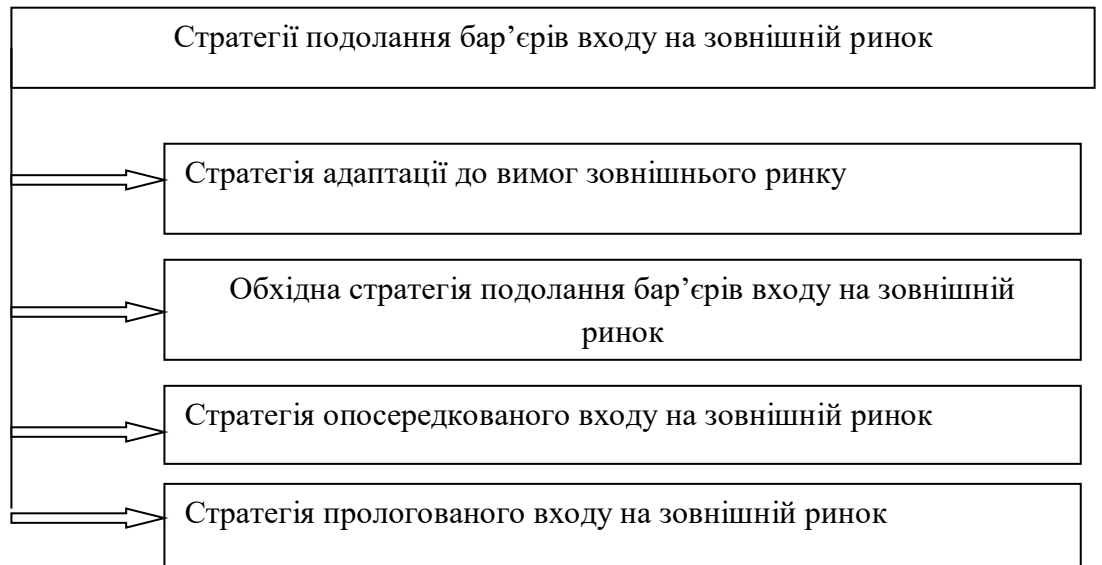 Стратегії подолання бар’єрів входу на зовнішній ринок
Стратегія адаптації до вимог зовнішнього ринку
Обхідна стратегія подолання бар’єрів входу на зовнішній
ринок
Стратегія опосередкованого входу на зовнішній ринок
Стратегія прологованого входу на зовнішній ринок